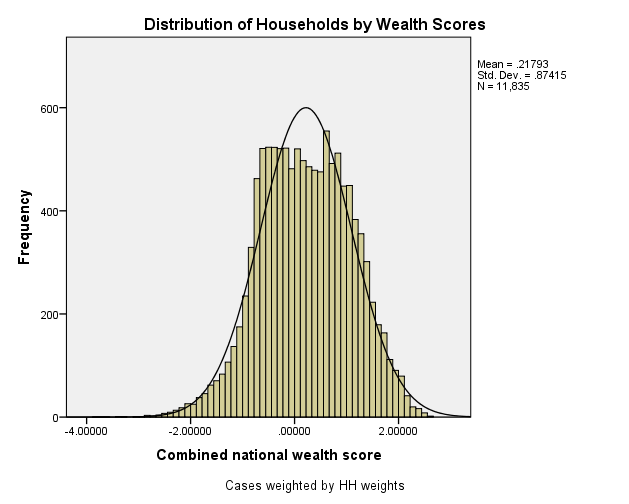 Distribution of Households by Wealth Scores
Mean = .21793
Std. Dev. = .87415
N = 11,835
600
400
200
0
Frequency
-4.00000
-2.00000
.00000
2.00000
Combined national wealth score
Cases weighted by HH weights